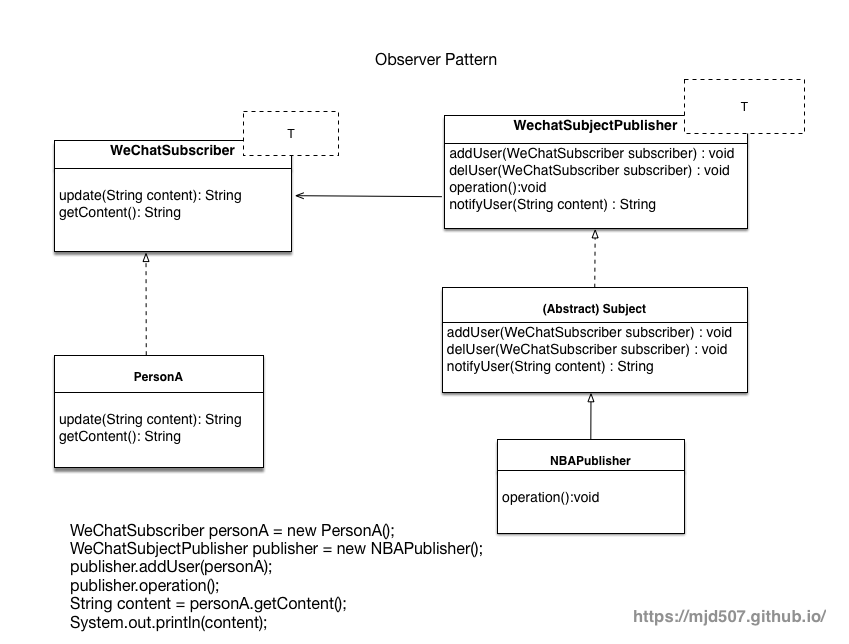 Observer Pattern
T
WeChatSubscriber
update(String content): String
getContent(): String
T
WechatSubjectPublisher
addUser(WeChatSubscriber subscriber) : void
delUser(WeChatSubscriber subscriber) : void
operation():void
notifyUser(String content) : String
(Abstract) Subject
addUser(WeChatSubscriber subscriber) : void
delUser(WeChatSubscriber subscriber) : void
notifyUser(String content) : String
PersonA
update(String content): String
getContent(): String
NBAPublisher
operation():void
WeChatSubscriber personA = new PersonA();
WeChatSubjectPublisher publisher = new NBAPublisher();
publisher.addUser(personA);
publisher.operation();
String content = personA.getContent();
System.out.println(content);
https://mjd507.github.io/